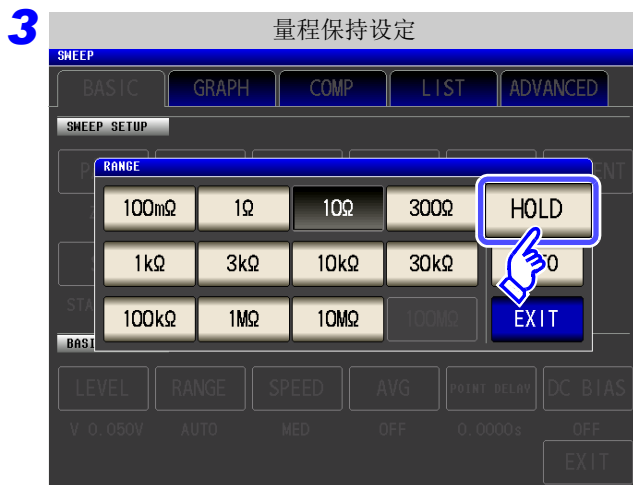 3
量程保持设定
SWEEP
BASIC GRAPH COMP LIST ADVANCED
SWEEP SETUP
RANGE
100mΩ 1Ω 10Ω 300Ω HOLD
1kΩ 3kΩ 10kΩ 30kΩ
100kΩ 1MΩ 10MΩ 100MΩ EXIT
LEVEL RANGE SPEED AVG POINT DELAY DC BIAS
V 0.050V AUTO MED OFF 0.0000s OFF
EXIT